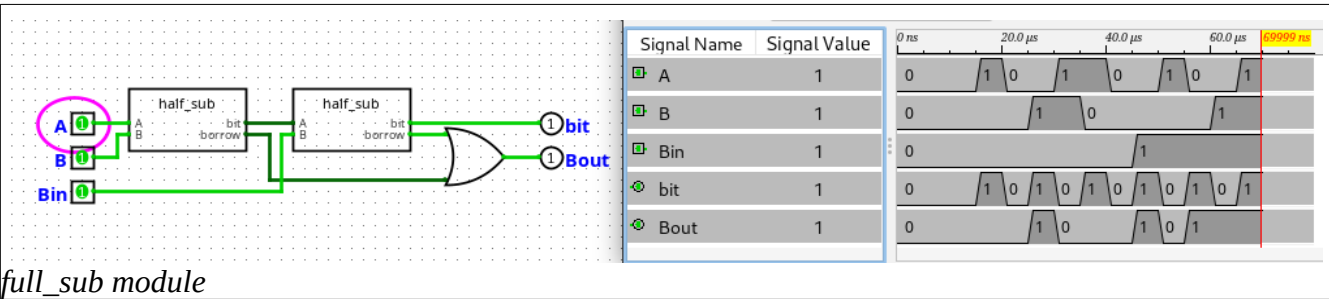 A 1
B 1
Bin 1
half_sub
A
B
bit
borrow
half_sub
A
B
bit
borrow
1 bit
1 Bout
Signal Name Signal Value
A 1
B 1
Bin 1
bit 1
Bout 1
0 ns 20.0 µs 40.0 µs 60.0 µs 69999 ns
0 1 0 1 0 1 0 1
0 1 0 1
0 1
0 1 0 1 0 1 0 1 0 1 0 1
0 1 0 1 0 1
full_sub module